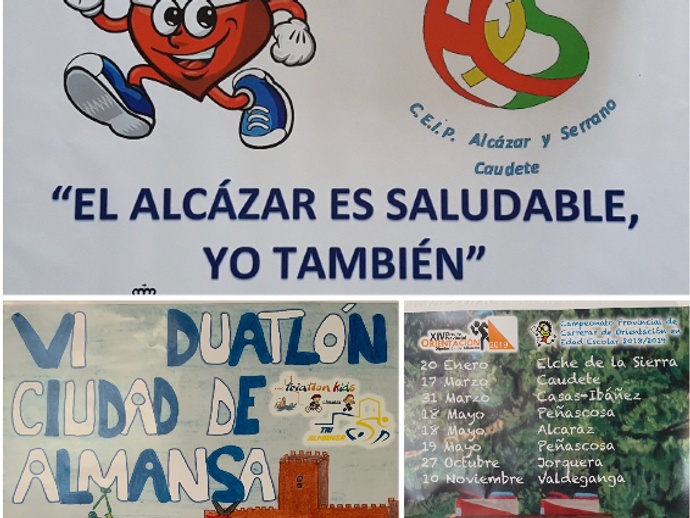 C.E.I.P. Alcázar y Serrano
Caudete
“EL ALCÁZAR ES SALUDABLE,
YO TAMBIÉN”
VI DUATLÓN
CIUDAD DE
ALMANSA
triatlon kids
TRI
ALMANSA
XIV
ORIENTACIÓN
2019
Campeonato Provincial de
Carreras de Orientación en
Edad Escolar 2018/2019
20 Enero Elche de la Sierra
17 Marzo Caudete
31 Marzo Casas-Ibáñez
18 Mayo Peñascosa
18 Mayo Alcaraz
19 Mayo Peñascosa
27 Octubre Jorquera
10 Noviembre Valdeganga